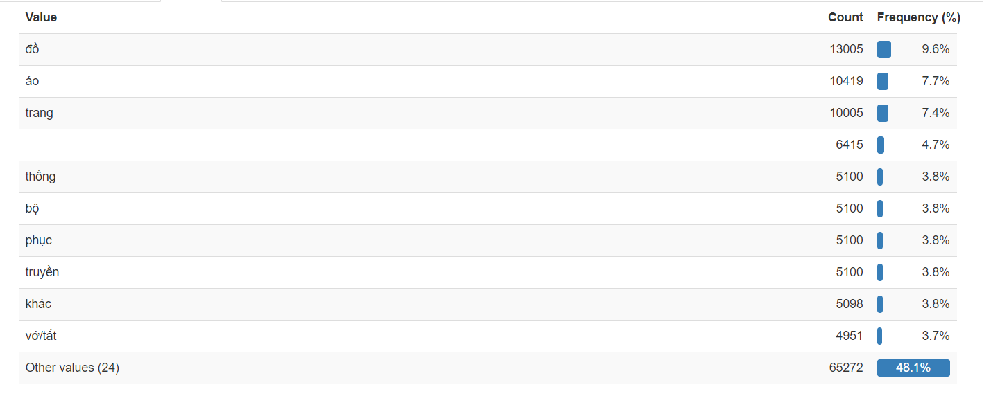 Value Count Frequency (%)
đồ 13005 9.6%
áo 10419 7.7%
trang 10005 7.4%
6415 4.7%
thống 5100 3.8%
bộ 5100 3.8%
phục 5100 3.8%
truyền 5100 3.8%
khác 5098 3.8%
vớ/tất 4951 3.7%
Other values (24) 65272 48.1%